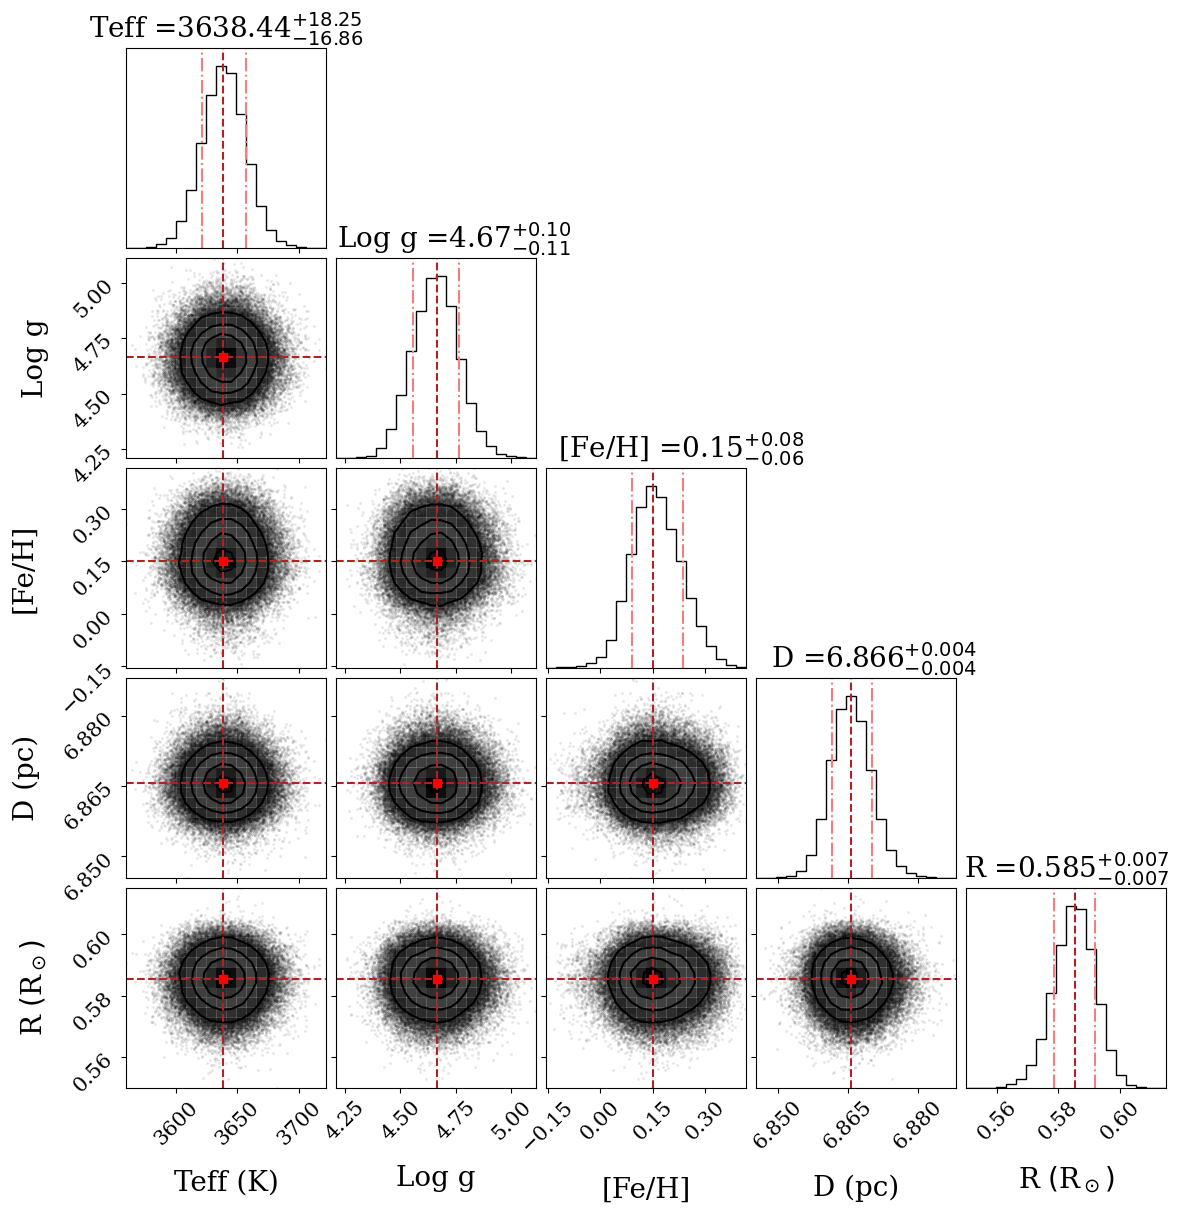 Teff =3638.44$^{+18.25}_{-16.86}$
Log g =4.67$^{+0.10}_{-0.11}$
Log g
5.00
4.75
4.50
4.25
[Fe/H] =0.15$^{+0.08}_{-0.06}$
[Fe/H]
0.30
0.15
0.00
−0.15
D =6.866$^{+0.004}_{-0.004}$
D (pc)
6.880
6.865
6.850
R =0.585$^{+0.007}_{-0.007}$
R (R$_\odot$)
0.60
0.58
0.56
3600 3650 3700
4.25 4.50 4.75 5.00
−0.15 0.00 0.15 0.30
6.850 6.865 6.880
0.56 0.58 0.60
Teff (K)
Log g
[Fe/H]
D (pc)
R (R$_\odot$)